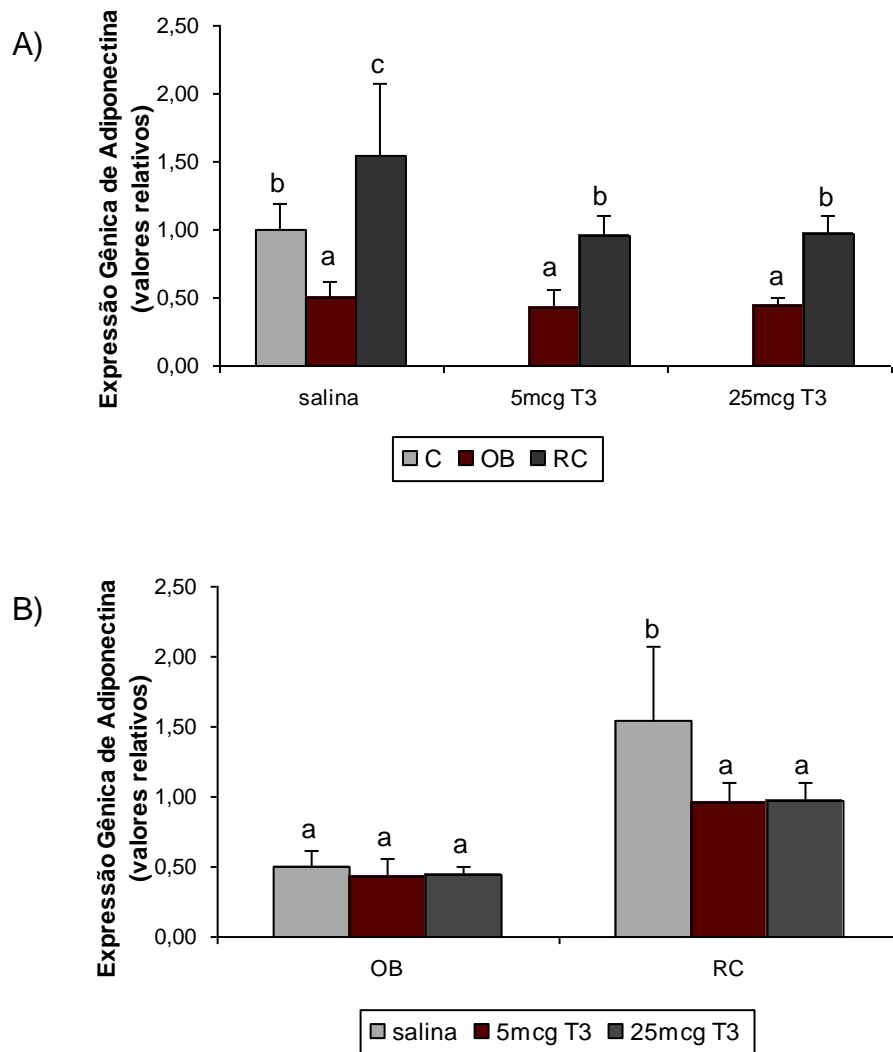 A)
Expressão Gênica de Adiponectina
(valores relativos)
2,50
2,00
1,50
1,00
0,50
0,00
b
a
c
a
b
a
b
salina
5mcg T3
25mcg T3
C
OB
RC
B)
Expressão Gênica de Adiponectina
(valores relativos)
2,50
2,00
1,50
1,00
0,50
0,00
a
a
a
b
a
a
OB
RC
salina
5mcg T3
25mcg T3